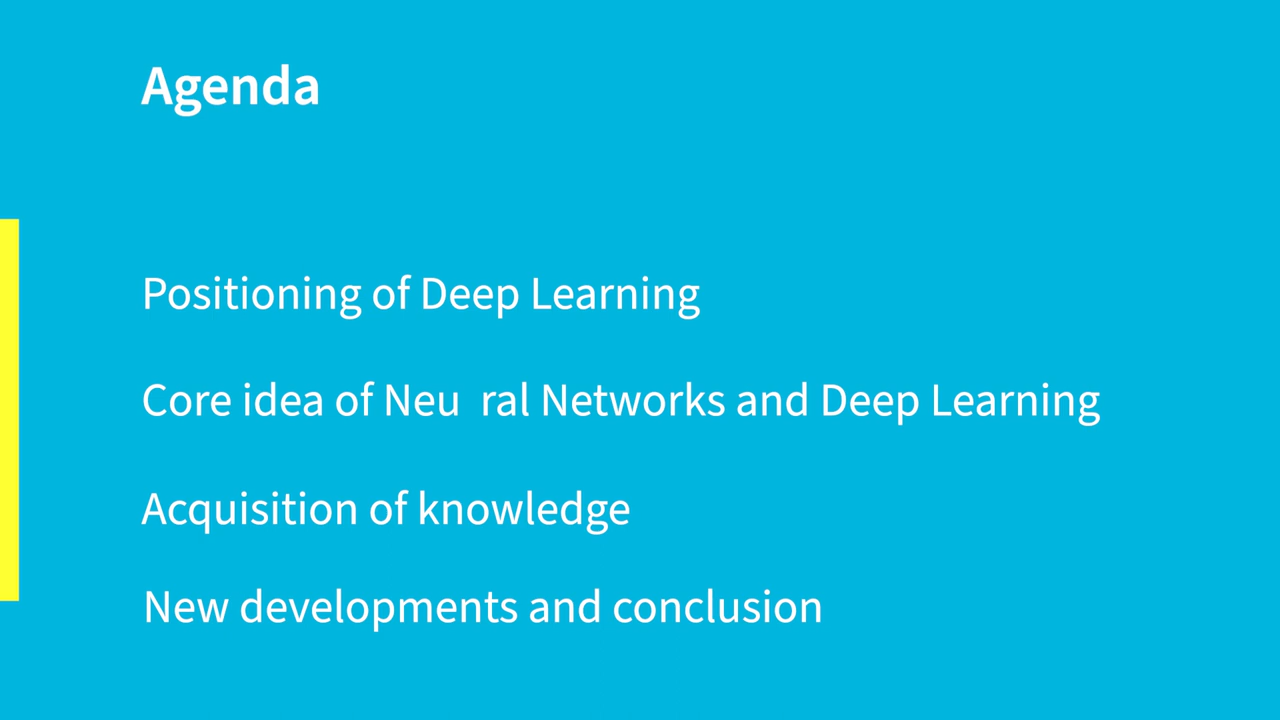 Agenda
Positioning of Deep Learning
Core idea of Neu  ral Networks and Deep Learning
Acquisition of knowledge
New developments and conclusion